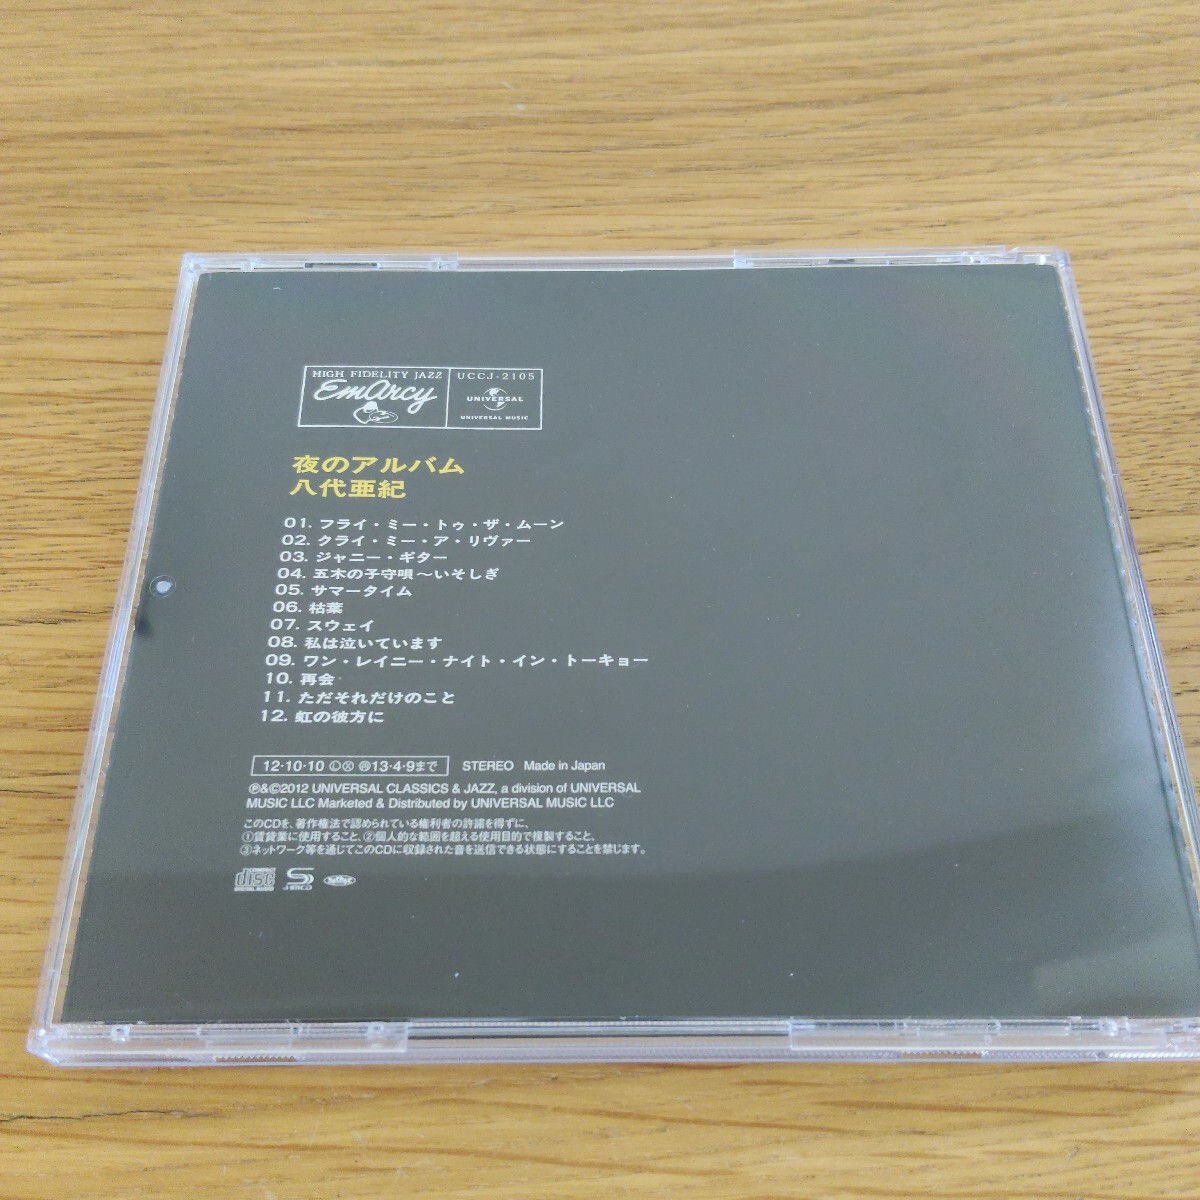 HIGH FIDELITY JAZZ
EmArcy
UCCJ-2105
UNIVERSAL
UNIVERSAL MUSIC
夜のアルバム
八代亜紀
01. フライ・ミー・トゥ・ザ・ムーン
02. クライ・ミー・ア・リヴァー
03. ジャニー・ギター
04. 五木の子守唄〜いそしぎ
05. サマータイム
06. 枯葉
07. スウェイ
08. 私は泣いています
09. ワン・レイニー・ナイト・イン・トーキョー
10. 再会
11. ただそれだけのこと
12. 虹の彼方に
12·10·10 Ⓛ Ⓧ ㊢13·4·9まで STEREO Made in Japan
℗&©2012 UNIVERSAL CLASSICS & JAZZ, a division of UNIVERSAL
MUSIC LLC Marketed & Distributed by UNIVERSAL MUSIC LLC
このCDを、著作権法で認められている権利者の許諾を得ずに、
①賃貸業に使用すること、②個人的な範囲を超える使用目的で複製すること、
③ネットワーク等を通じてこのCDに収録された音を送信できる状態にすることを禁じます。
disc
DIGITAL AUDIO